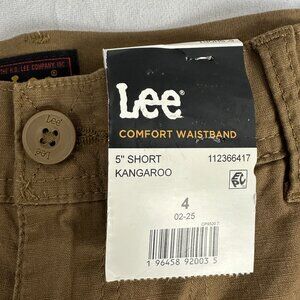 THE H.D. LEE COMPANY, INC.
Lee
Lee
Lee®
COMFORT WAISTBAND
5" SHORT 112366417
KANGAROO
4
02-25
1 96458 92003 5